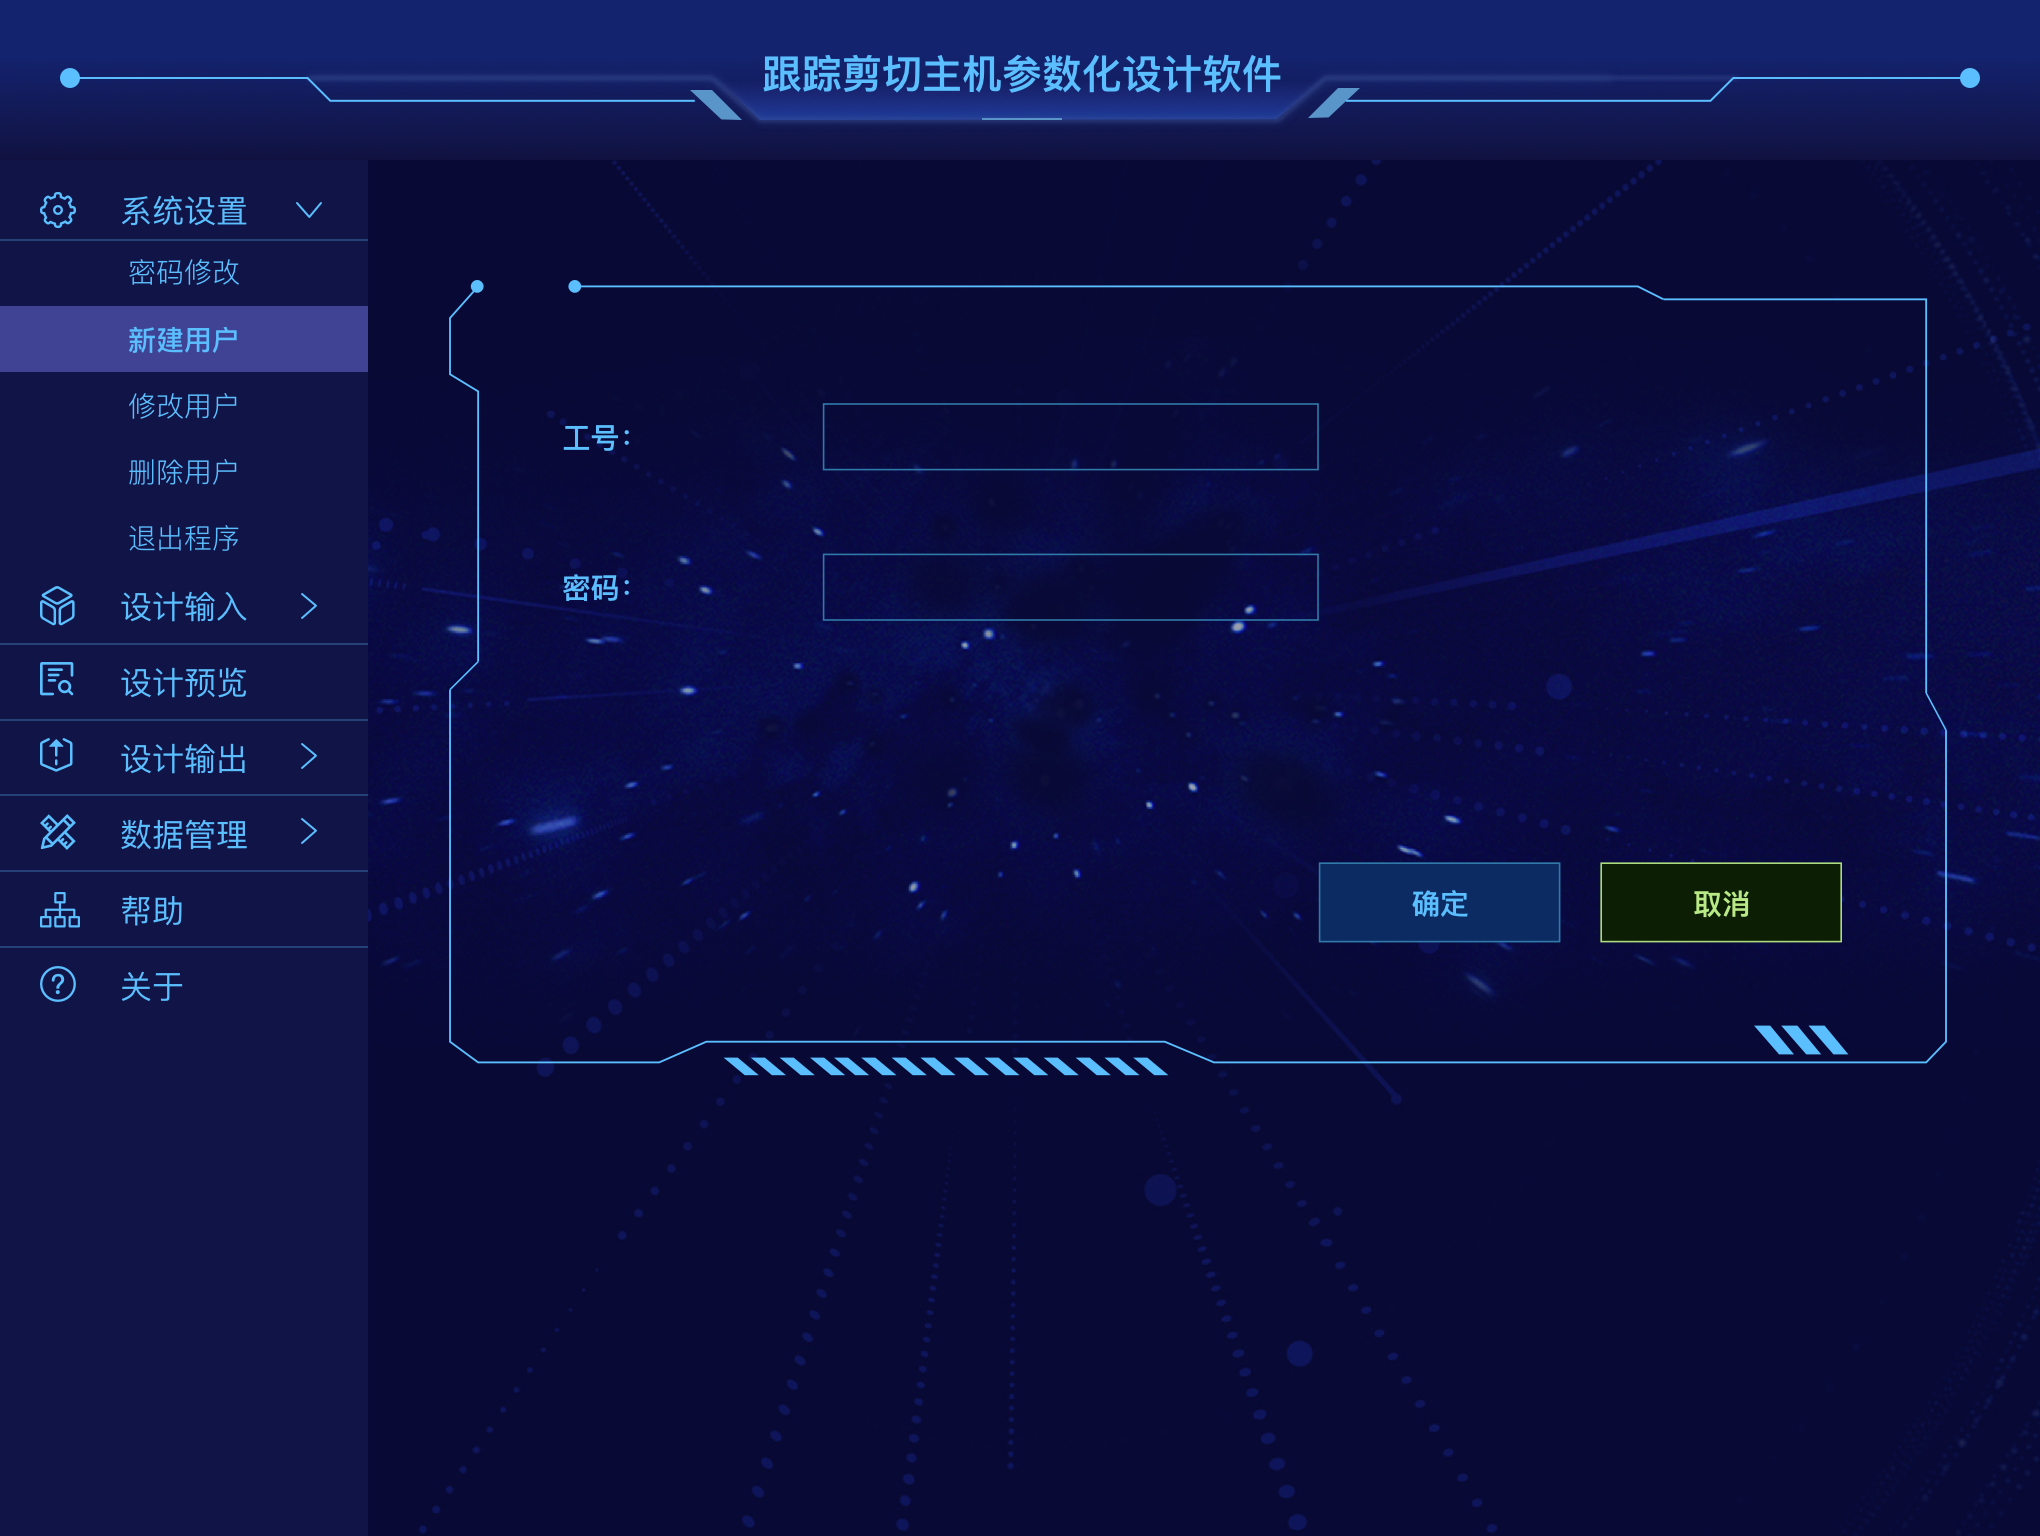 跟踪剪切主机参数化设计软件
系统设置
密码修改
新建用户
修改用户
删除用户
退出程序
设计输入
设计预览
设计输出
数据管理
帮助
关于
工号：
密码：
确定
取消